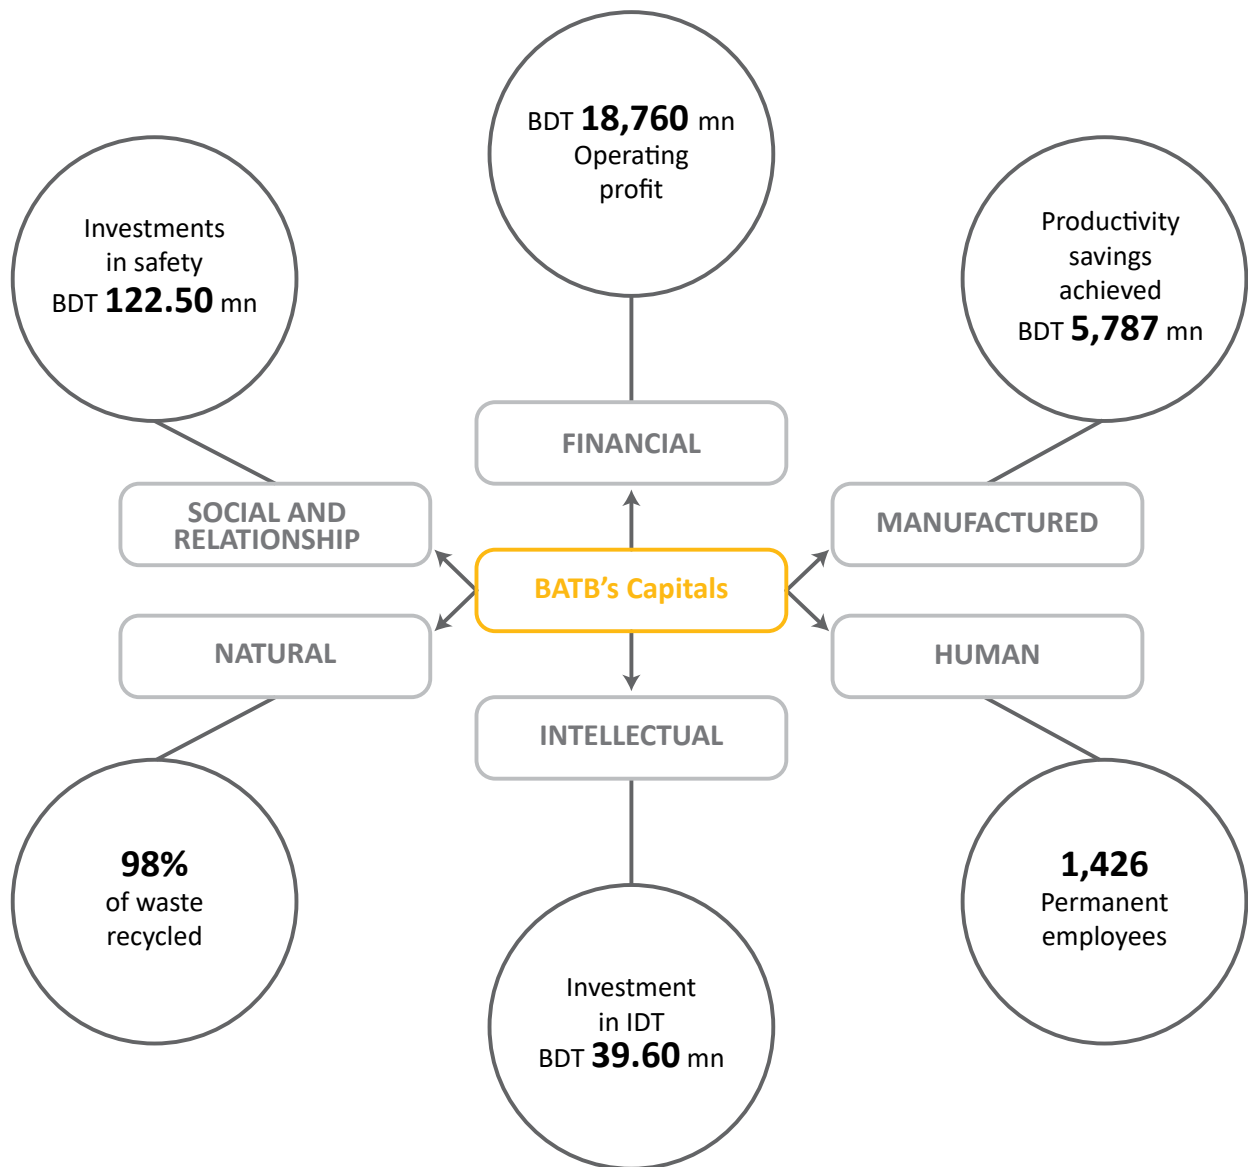 BDT 18,760 mn
Operating
profit
Investments
in safety
BDT 122.50 mn
Productivity
savings
achieved
BDT 5,787 mn
FINANCIAL
SOCIAL AND
RELATIONSHIP
MANUFACTURED
BATB's Capitals
NATURAL
HUMAN
INTELLECTUAL
98%
of waste
recycled
1,426
Permanent
employees
Investment
in IDT
BDT 39.60 mn